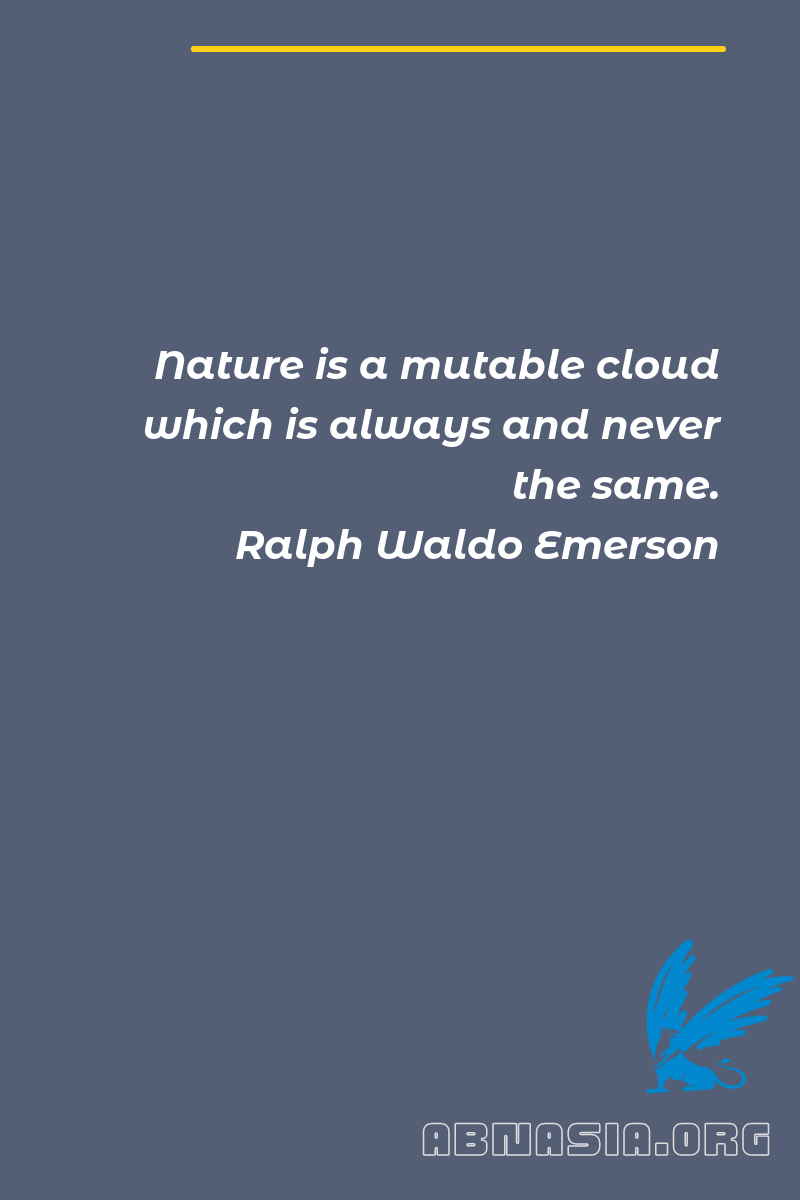 Nature is a mutable cloud
which is always and never
the same.
Ralph Waldo Emerson
ABNASIA.ORG